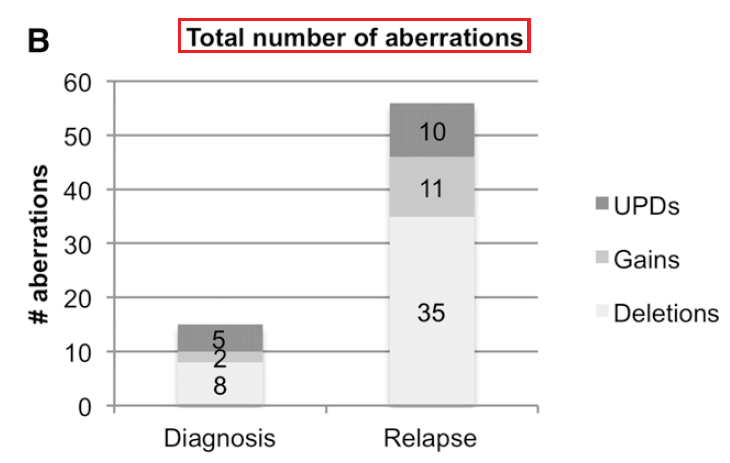 B
Total number of aberrations
# aberrations
60
50
40
30
20
10
0
5
2
8
10
11
35
UPDs
Gains
Deletions
Diagnosis
Relapse